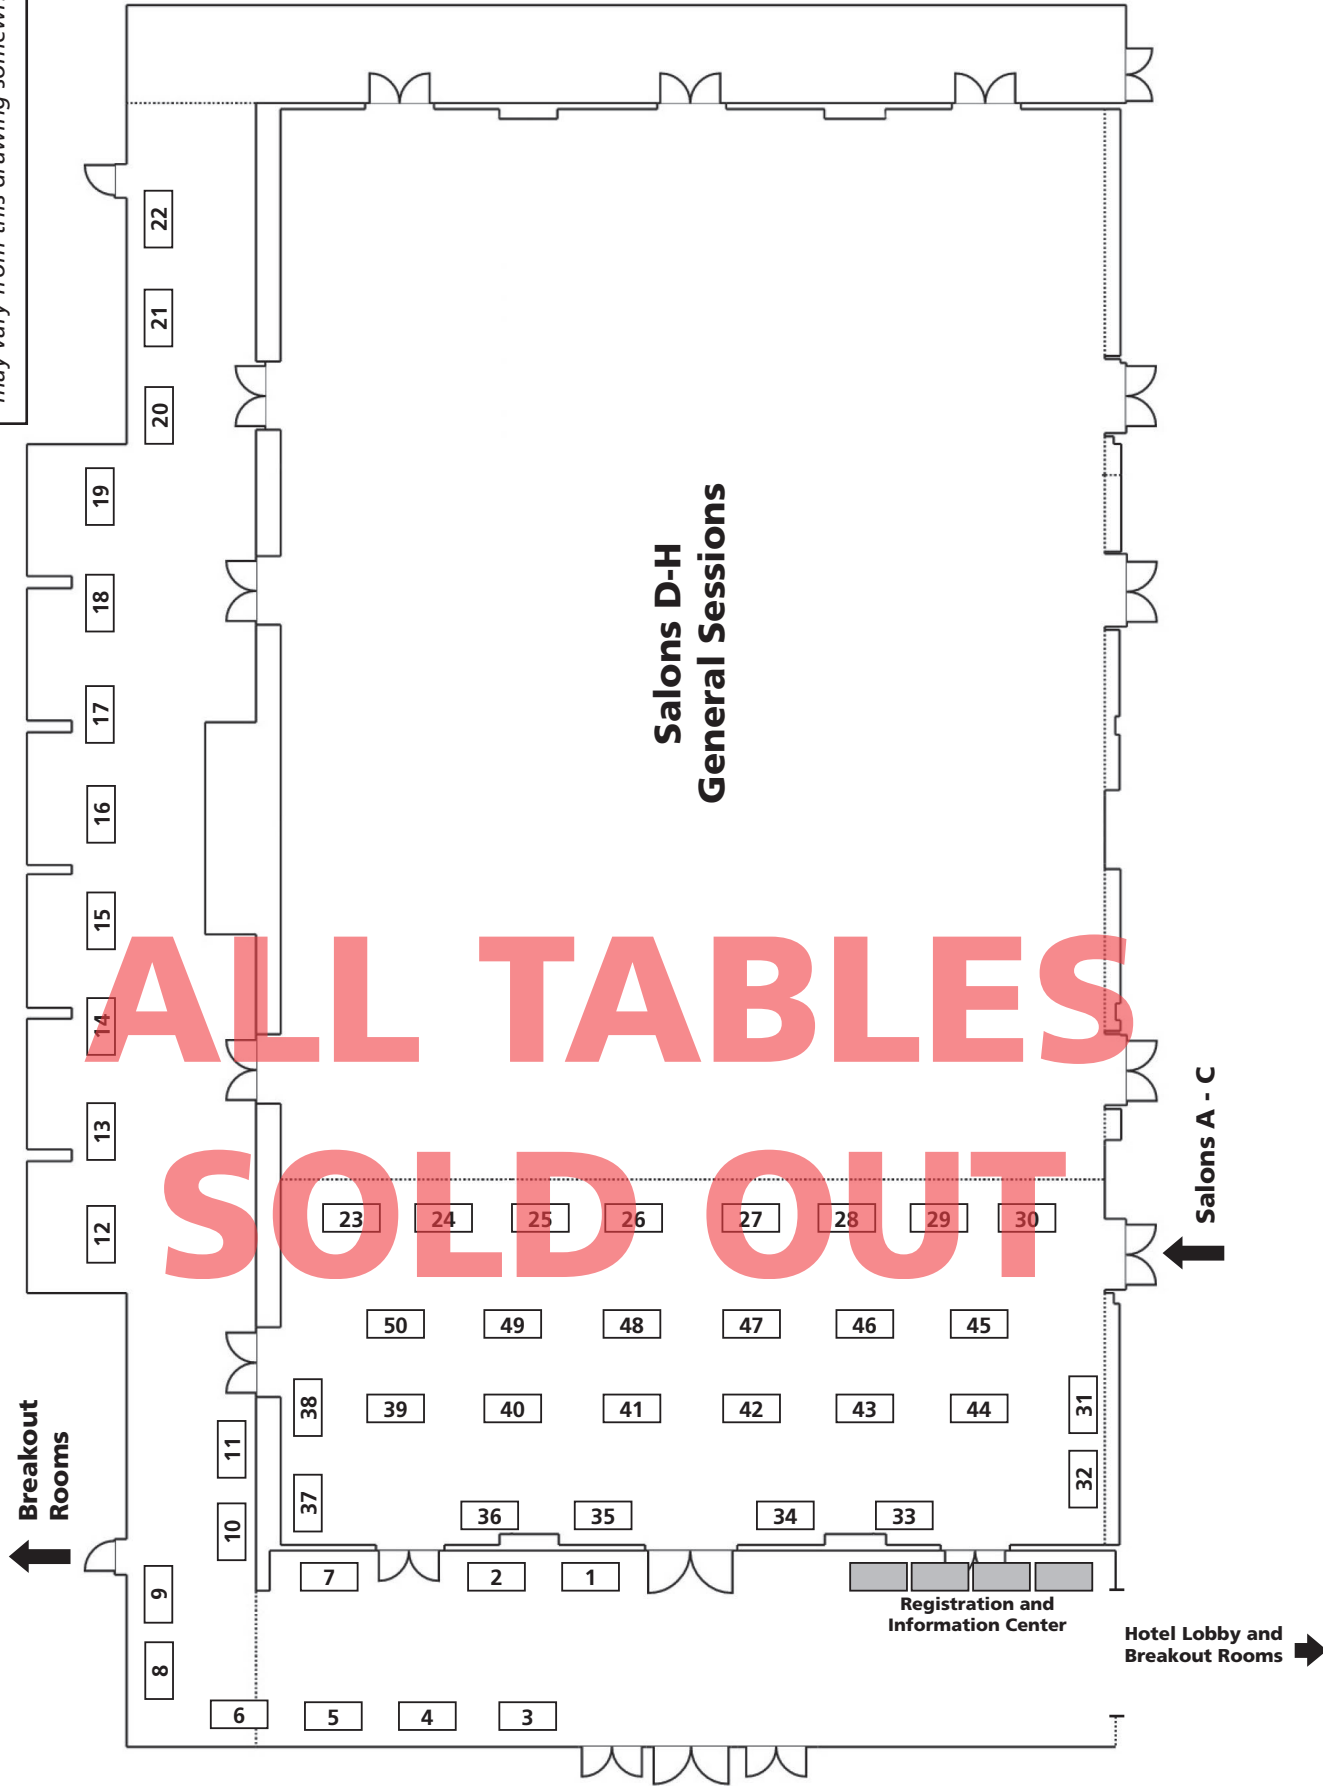 may vary from this drawing
22
21
20
19
18
17
16
15
14
13
12
Salons D-H
General Sessions
ALL TABLES
SOLD OUT
Salons A - C
23 24 25 26 27 28 29 30
50 49 48 47 46 45
38 39 40 41 42 43 44 31
37 32
36 35 34 33
Breakout
Rooms
11
10
9
8
7 2 1
Registration and
Information Center
Hotel Lobby and
Breakout Rooms
6 5 4 3